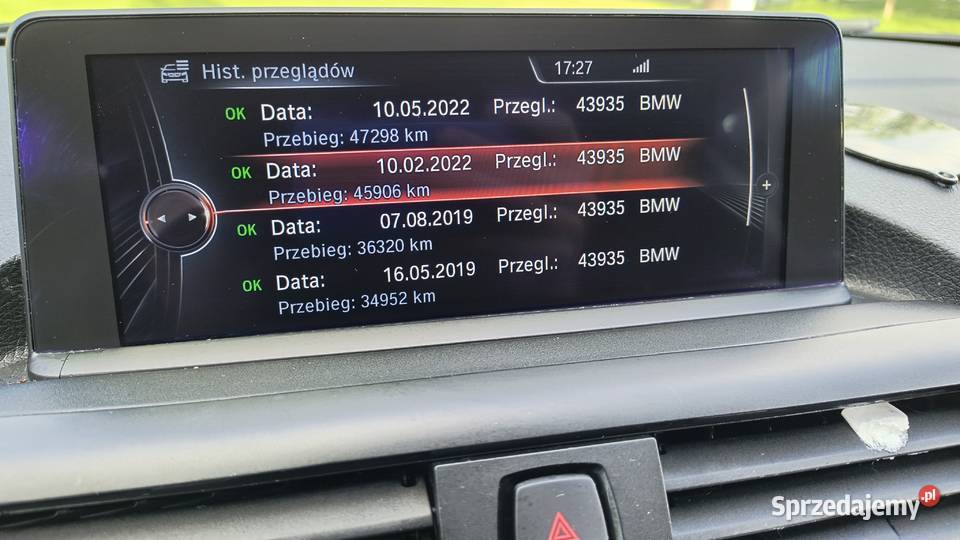 Hist. przeglądów 17:27
OK Data: 10.05.2022 Przegl.: 43935 BMW
Przebieg: 47298 km
OK Data: 10.02.2022 Przegl.: 43935 BMW
Przebieg: 45906 km
OK Data: 07.08.2019 Przegl.: 43935 BMW
Przebieg: 36320 km
OK Data: 16.05.2019 Przegl.: 43935 BMW
Przebieg: 34952 km
Sprzedajemy.pl